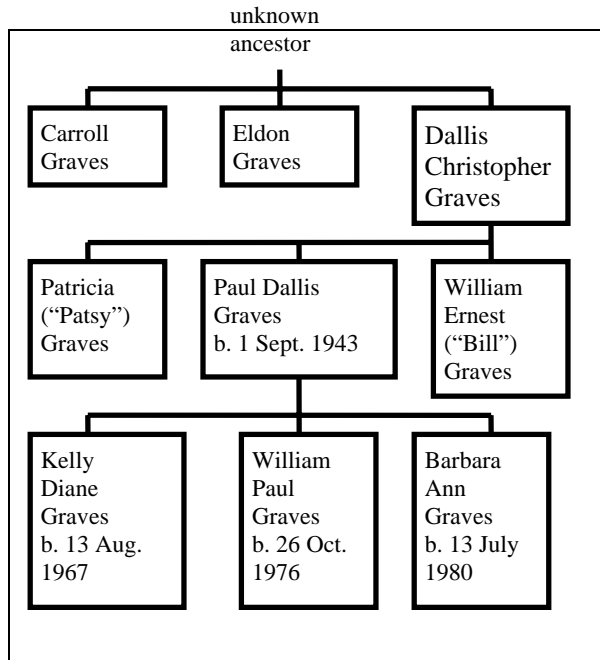 unknown
ancestor
Carroll
Graves
Eldon
Graves
Dallis
Christopher
Graves
Patricia
(“Patsy”)
Graves
Paul Dallis
Graves
b. 1 Sept. 1943
William
Ernest
(“Bill”)
Graves
Kelly
Diane
Graves
b. 13 Aug.
1967
William
Paul
Graves
b. 26 Oct.
1976
Barbara
Ann
Graves
b. 13 July
1980